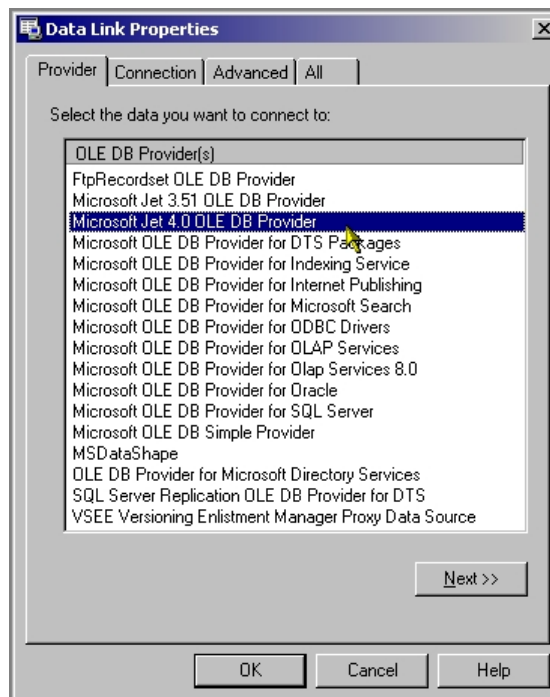 Data Link Properties
Provider Connection Advanced All
Select the data you want to connect to:
OLE DB Provider(s)
FtpRecordset OLE DB Provider
Microsoft Jet 3.51 OLE DB Provider
Microsoft Jet 4.0 OLE DB Provider
Microsoft OLE DB Provider for DTS Packages
Microsoft OLE DB Provider for Indexing Service
Microsoft OLE DB Provider for Internet Publishing
Microsoft OLE DB Provider for Microsoft Search
Microsoft OLE DB Provider for ODBC Drivers
Microsoft OLE DB Provider for OLAP Services
Microsoft OLE DB Provider for Olap Services 8.0
Microsoft OLE DB Provider for Oracle
Microsoft OLE DB Provider for SQL Server
Microsoft OLE DB Simple Provider
MSDataShape
OLE DB Provider for Microsoft Directory Services
SQL Server Replication OLE DB Provider for DTS
VSEE Versioning Enlistment Manager Proxy Data Source
Next >>
OK Cancel Help